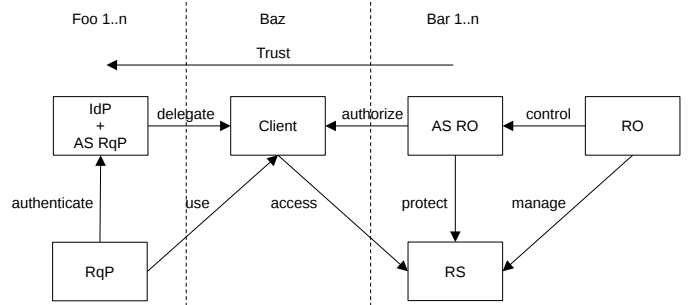 Foo 1..n
Baz
Bar 1..n
Trust
IdP
+
AS RqP
delegate
Client
authorize
AS RO
control
RO
authenticate
use
access
protect
manage
RqP
RS